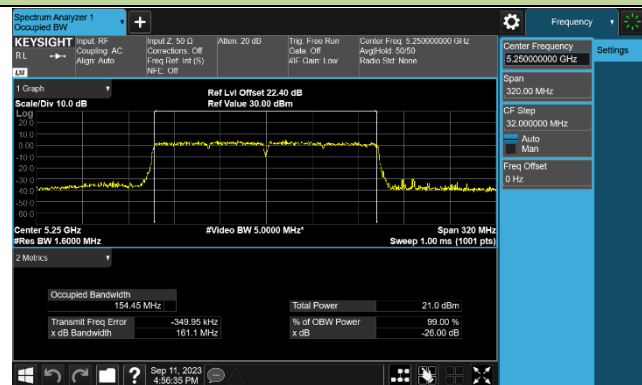 Spectrum Analyzer 1
Occupied BW
Frequency
KEYSIGHT
Input: RF
Input Z: 50 Ω
Atten: 20 dB
Trig: Free Run
Center Freq: 5.250000000 GHz
RL
Coupling: AC
Corrections: Off
Gate: Off
Avg|Hold: 50/50
Align: Auto
Freq Ref: Int (S)
#IF Gain: Low
Radio Std: None
NFE: Off
LXI
Center Frequency
5.250000000 GHz
Settings
Span
320.00 MHz
CF Step
32.000000 MHz
Auto
Man
Freq Offset
0 Hz
1 Graph
Ref Lvl Offset 22.40 dB
Scale/Div 10.0 dB
Ref Value 30.00 dBm
Log
20.0
10.0
0.00
-10.0
-20.0
-30.0
-40.0
-50.0
-60.0
Center 5.25 GHz
#Video BW 5.0000 MHz*
Span 320 MHz
#Res BW 1.6000 MHz
Sweep 1.00 ms (1001 pts)
2 Metrics
Occupied Bandwidth
154.45 MHz
Total Power
21.0 dBm
Transmit Freq Error
-349.95 kHz
% of OBW Power
99.00 %
x dB Bandwidth
161.1 MHz
x dB
-26.00 dB
Sep 11, 2023
4:56:35 PM